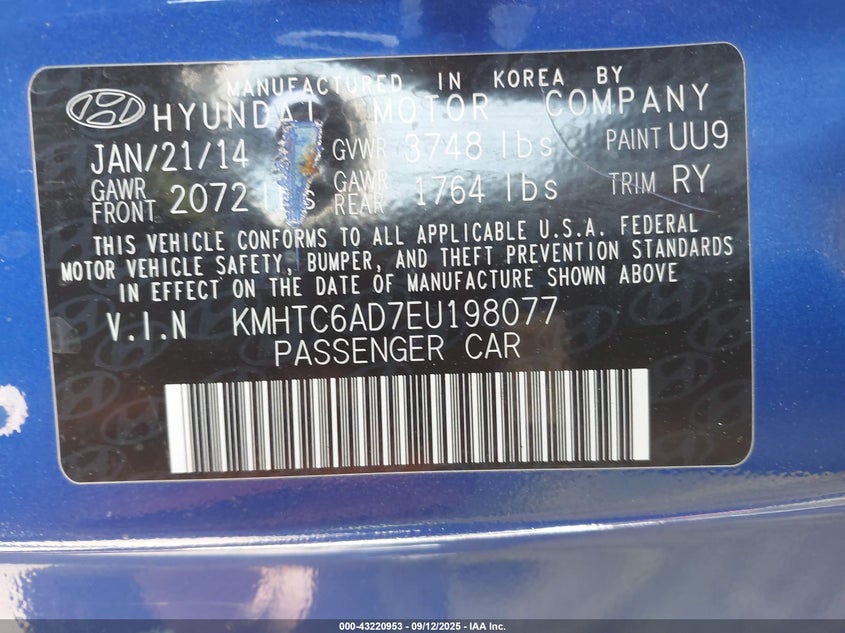 MANUFACTURED IN KOREA BY
HYUNDAI MOTOR COMPANY
JAN/21/14 GVWR 3748 lbs PAINT UU9
GAWR FRONT 2072 lbs GAWR REAR 1764 lbs TRIM RY
THIS VEHICLE CONFORMS TO ALL APPLICABLE U.S.A. FEDERAL
MOTOR VEHICLE SAFETY, BUMPER, AND THEFT PREVENTION STANDARDS
IN EFFECT ON THE DATE OF MANUFACTURE SHOWN ABOVE
V.I.N KMHTC6AD7EU198077
PASSENGER CAR
000-43220953 - 09/12/2025 - IAA Inc.